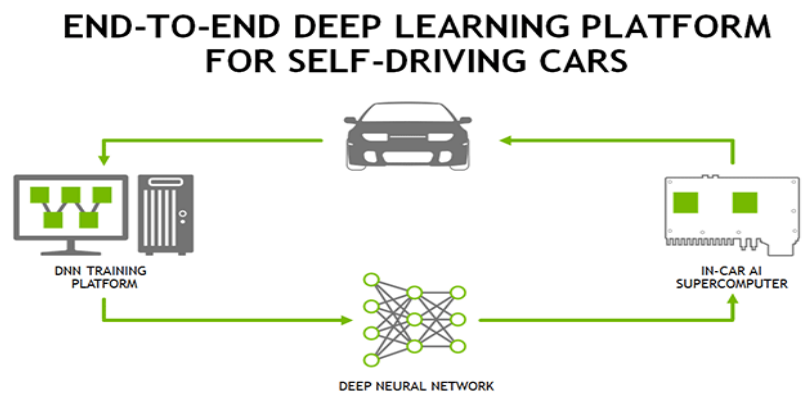 END-TO-END DEEP LEARNING PLATFORM
FOR SELF-DRIVING CARS
DNN TRAINING
PLATFORM
IN-CAR AI
SUPERCOMPUTER
DEEP NEURAL NETWORK